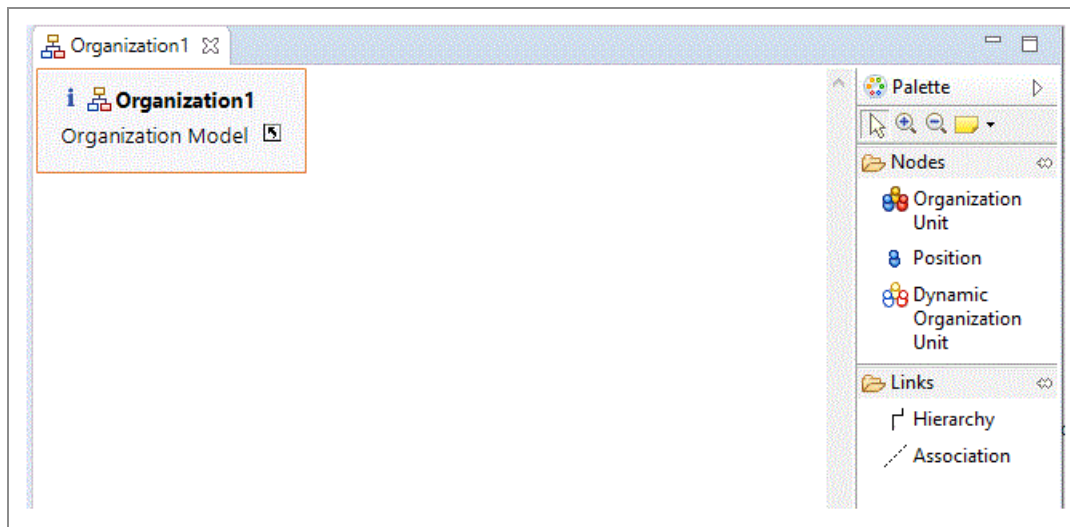 Organization1
Organization1
Organization Model
Palette
Nodes
Organization
Unit
Position
Dynamic
Organization
Unit
Links
Hierarchy
Association